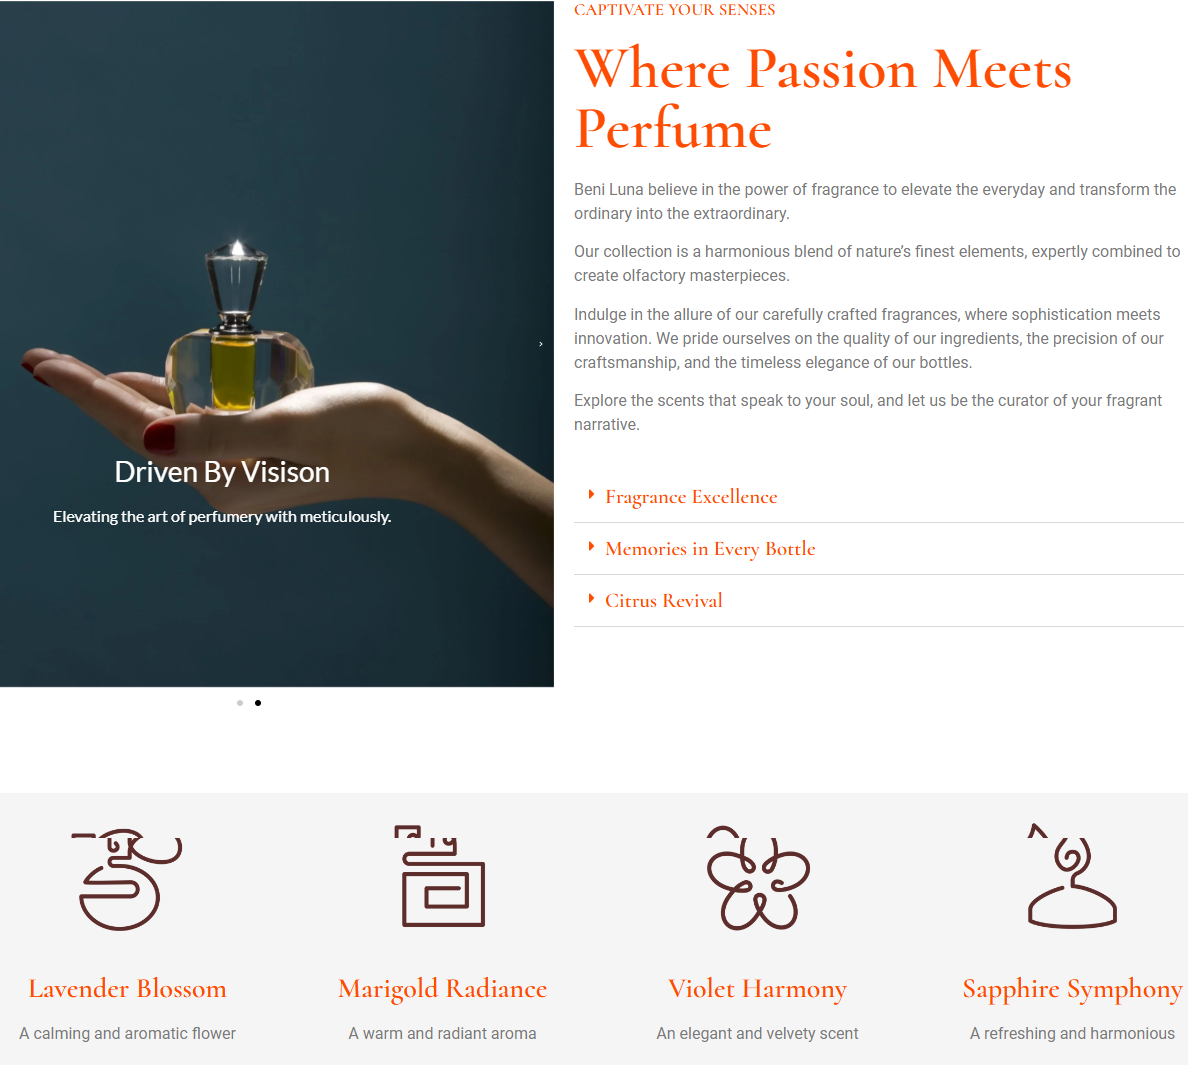 CAPTIVATE YOUR SENSES
Where Passion Meets
Perfume
Beni Luna believe in the power of fragrance to elevate the everyday and transform the
ordinary into the extraordinary.
Our collection is a harmonious blend of nature’s finest elements, expertly combined to
create olfactory masterpieces.
Indulge in the allure of our carefully crafted fragrances, where sophistication meets
innovation. We pride ourselves on the quality of our ingredients, the precision of our
craftsmanship, and the timeless elegance of our bottles.
Explore the scents that speak to your soul, and let us be the curator of your fragrant
narrative.
Driven By Visison
Elevating the art of perfumery with meticulously.
Fragrance Excellence
Memories in Every Bottle
Citrus Revival
Lavender Blossom
A calming and aromatic flower
Marigold Radiance
A warm and radiant aroma
Violet Harmony
An elegant and velvety scent
Sapphire Symphony
A refreshing and harmonious